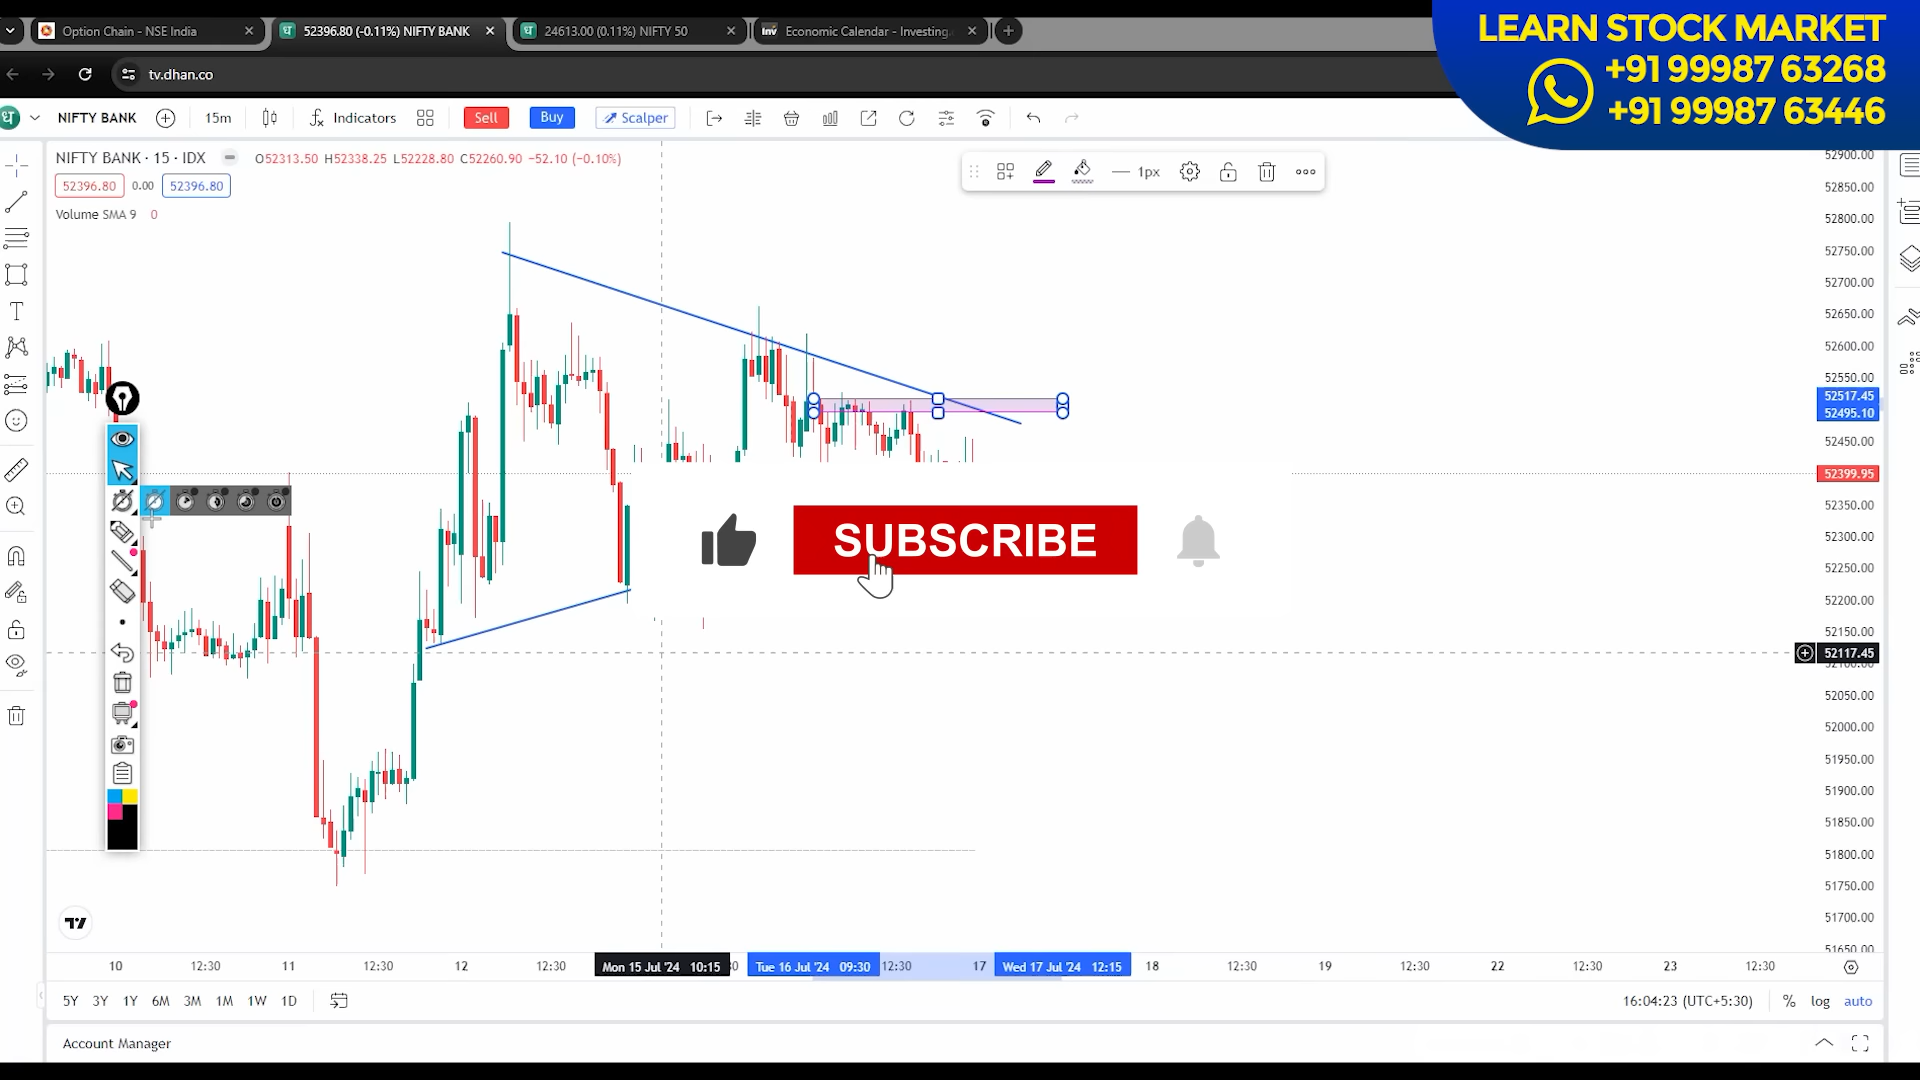 LEARN STOCK MARKET
+91 99987 63268
+91 99987 63446
Option Chain - NSE India
52396.80 (-0.11%) NIFTY BANK
24613.00 (0.11%) NIFTY 50
Economic Calendar - Investing.
tv.dhan.co
NIFTY BANK
15m
Indicators
Sell
Buy
Scalper
NIFTY BANK · 15 · IDX
O52313.50 H52338.25 L52228.80 C52260.90 −52.10 (−0.10%)
52396.80
0.00
52396.80
Volume SMA 9 0
1px
SUBSCRIBE
52900.00
52850.00
52800.00
52750.00
52700.00
52650.00
52600.00
52550.00
52517.45
52495.10
52450.00
52399.95
52350.00
52300.00
52250.00
52200.00
52150.00
52117.45
52100.00
52050.00
52000.00
51950.00
51900.00
51850.00
51800.00
51750.00
51700.00
51650.00
10
12:30
11
12:30
12
12:30
Mon 15 Jul '24 10:15
Tue 16 Jul '24 09:30
12:30
17
Wed 17 Jul '24 12:15
18
12:30
19
12:30
22
12:30
23
12:30
5Y 3Y 1Y 6M 3M 1M 1W 1D
16:04:23 (UTC+5:30) % log auto
Account Manager